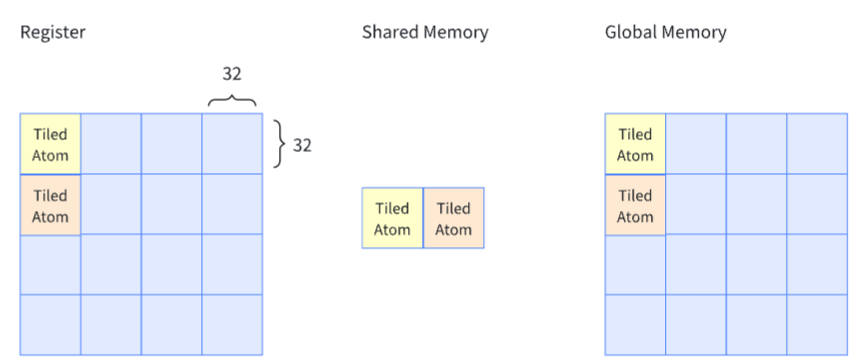 Register
Shared Memory
Global Memory
32
32
Tiled
Atom
Tiled
Atom
Tiled
Atom
Tiled
Atom
Tiled
Atom
Tiled
Atom